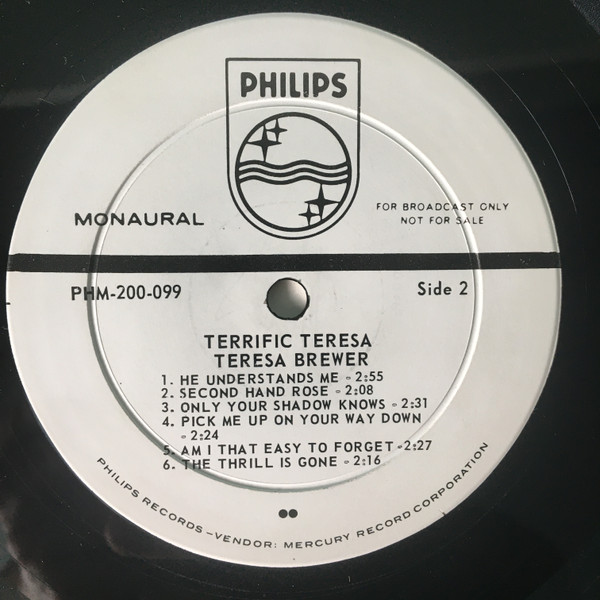 PHILIPS
MONAURAL
FOR BROADCAST ONLY
NOT FOR SALE
PHM-200-099
Side 2
TERRIFIC TERESA
TERESA BREWER
1. HE UNDERSTANDS ME - 2:55
2. SECOND HAND ROSE - 2:08
3. ONLY YOUR SHADOW KNOWS - 2:31
4. PICK ME UP ON YOUR WAY DOWN
- 2:24
5. AM I THAT EASY TO FORGET - 2:27
6. THE THRILL IS GONE - 2:16
PHILIPS RECORDS - VENDOR: MERCURY RECORD CORPORATION